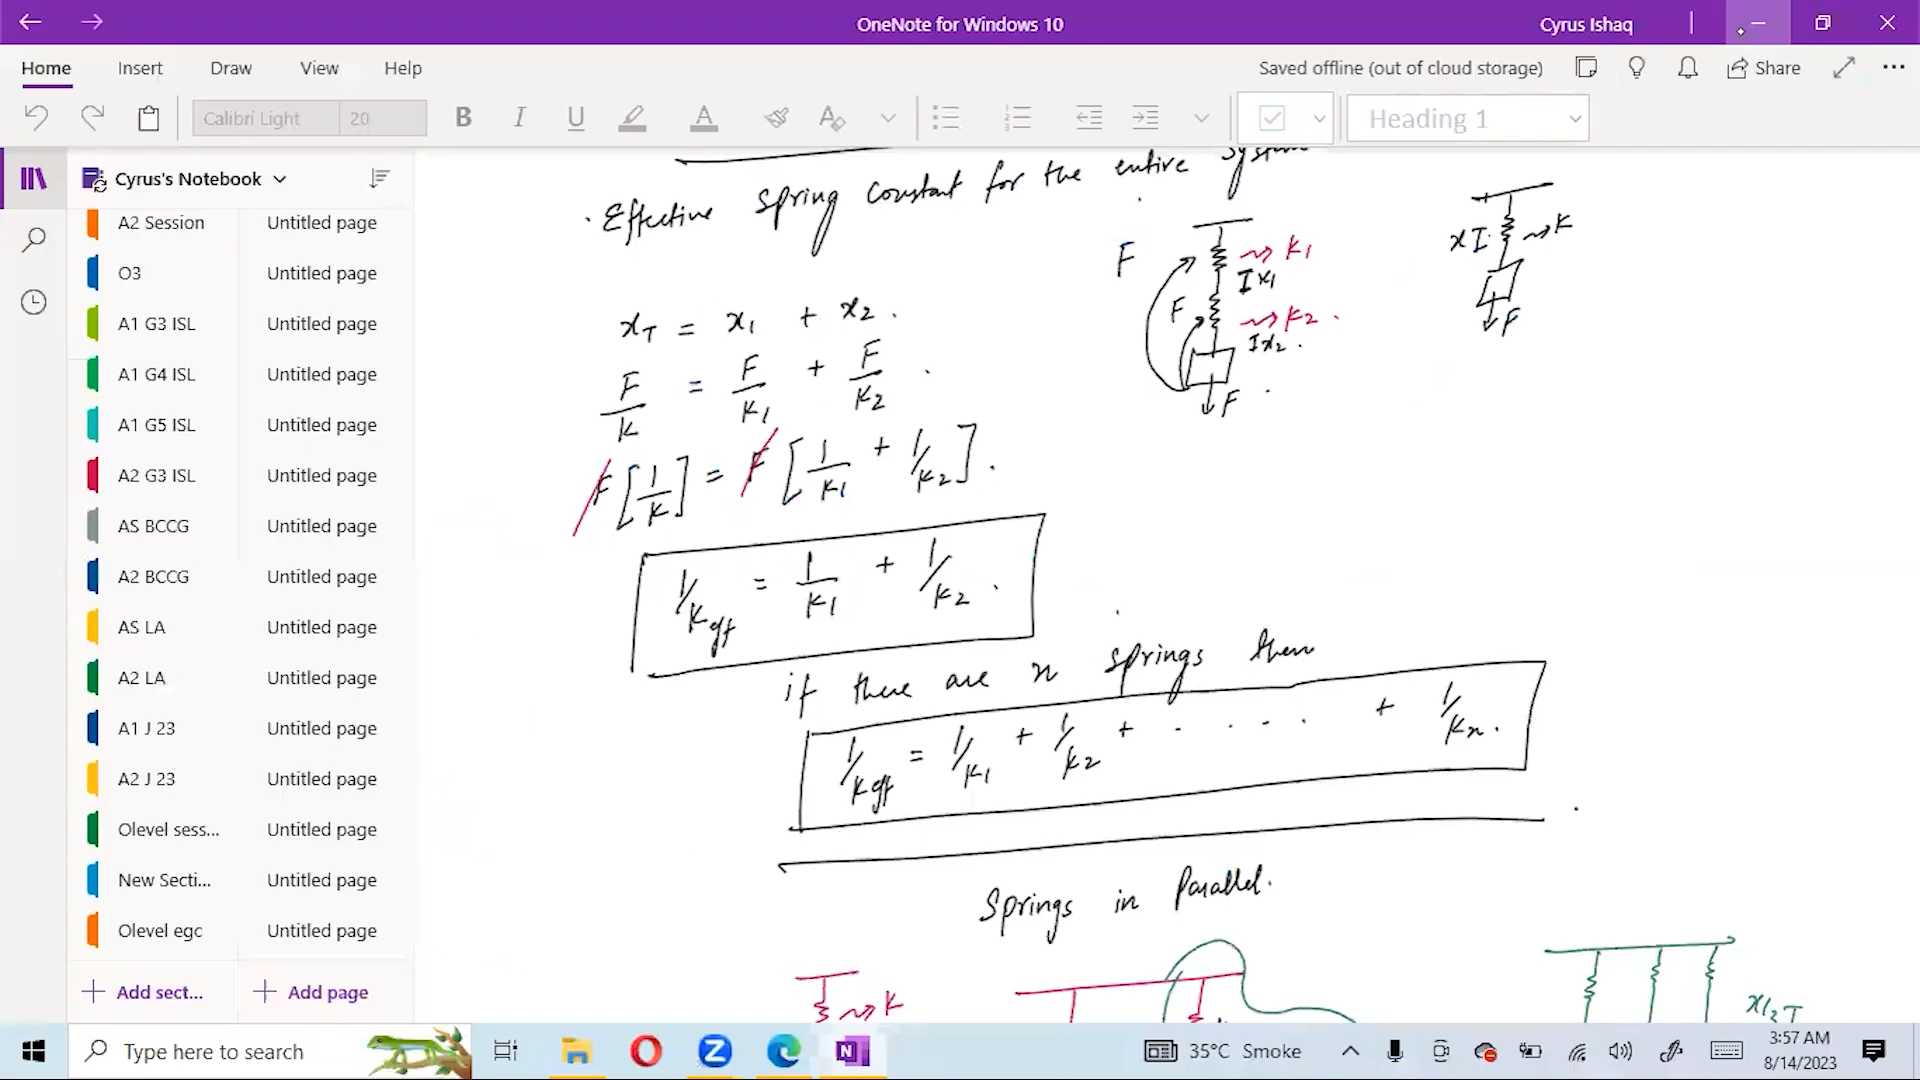 OneNote for Windows 10
Cyrus Ishaq
Home Insert Draw View Help
Saved offline (out of cloud storage)
Share
Calibri Light 20
B I U A
Heading 1
Cyrus's Notebook
A2 Session Untitled page
O3 Untitled page
A1 G3 ISL Untitled page
A1 G4 ISL Untitled page
A1 G5 ISL Untitled page
A2 G3 ISL Untitled page
AS BCCG Untitled page
A2 BCCG Untitled page
AS LA Untitled page
A2 LA Untitled page
A1 J 23 Untitled page
A2 J 23 Untitled page
Olevel sess... Untitled page
New Secti... Untitled page
Olevel egc Untitled page
Add sect... Add page
. Effective Spring Constant for the entire System
F
K1
x1
F
K2 .
x2 .
F .
x
K
F
xT = x1 + x2 .
F/K = F/K1 + F/K2 .
F[1/K] = F[1/K1 + 1/K2] .
1/Keff = 1/K1 + 1/K2 .
if there are n springs then
1/Keff = 1/K1 + 1/K2 + . . . . + 1/Kn .
Springs in Parallel.
K
x/2
Type here to search
35°C Smoke
3:57 AM
8/14/2023